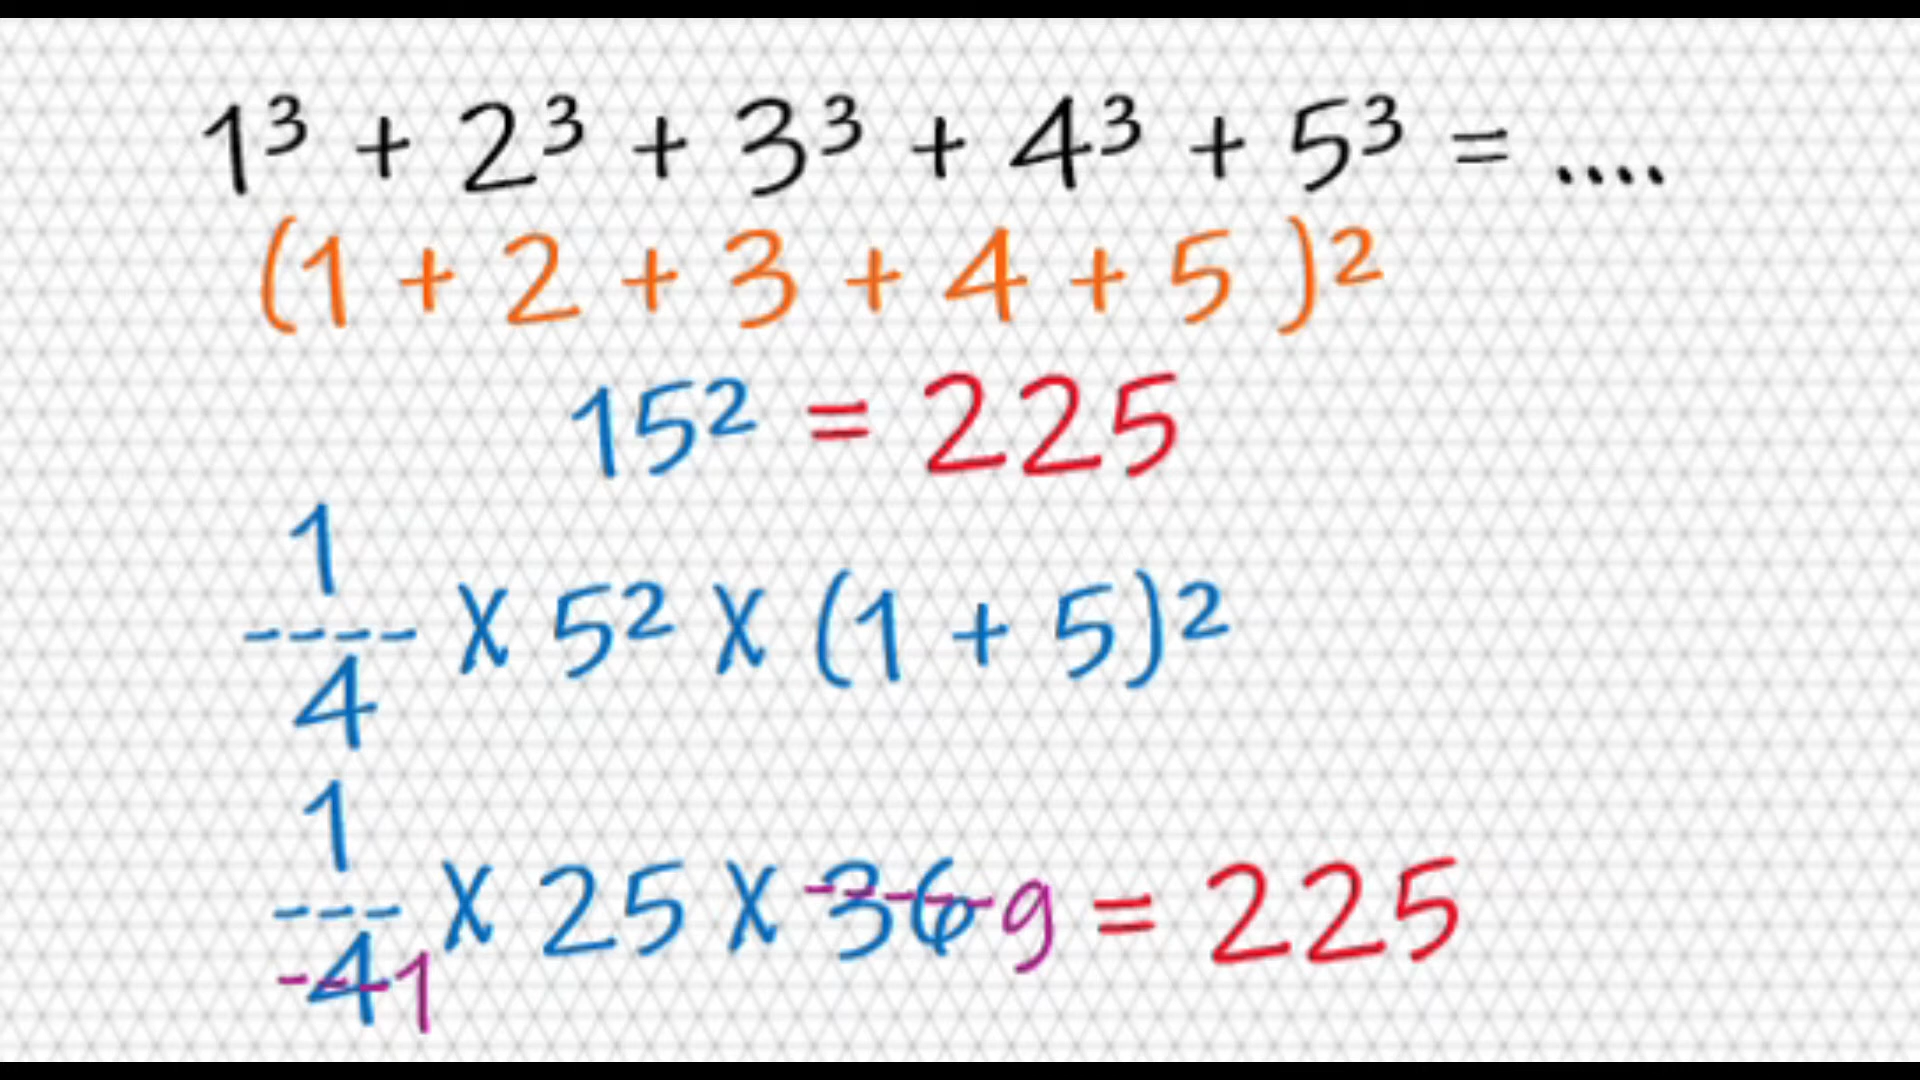 1³ + 2³ + 3³ + 4³ + 5³ = ....
(1 + 2 + 3 + 4 + 5 )²
15² = 225
1
---- X 5² X (1 + 5)²
4
1
--- X 25 X 36 9 = 225
4 1